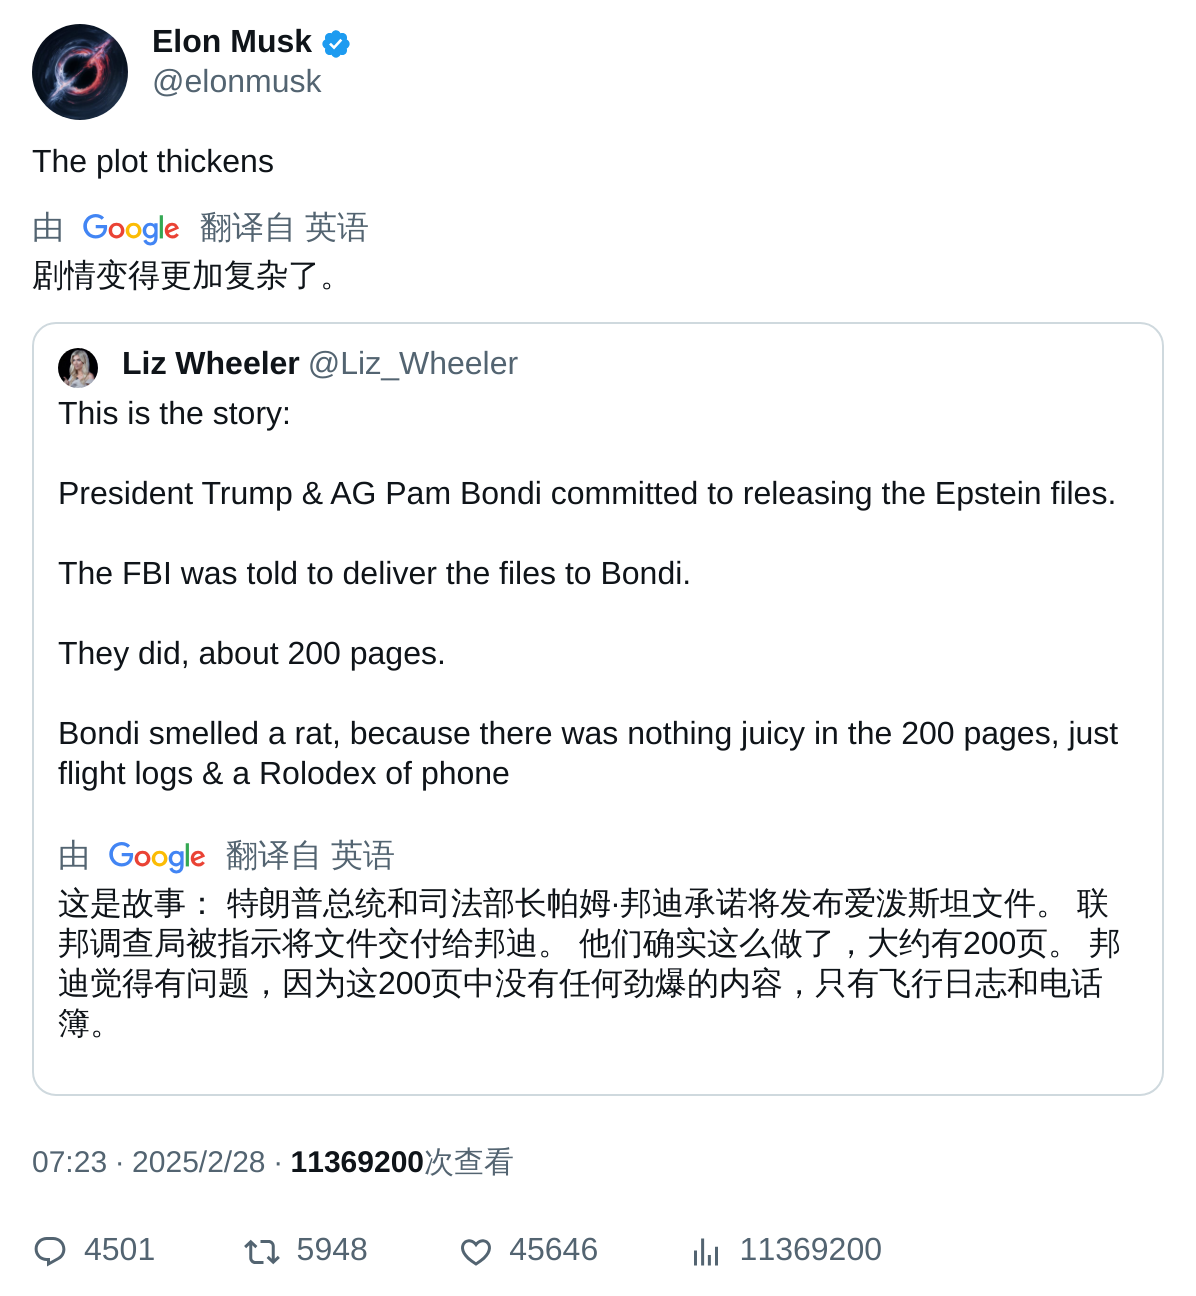 Elon Musk
@elonmusk
The plot thickens
由 Google 翻译自 英语
剧情变得更加复杂了。
Liz Wheeler @Liz_Wheeler
This is the story:
President Trump & AG Pam Bondi committed to releasing the Epstein files.
The FBI was told to deliver the files to Bondi.
They did, about 200 pages.
Bondi smelled a rat, because there was nothing juicy in the 200 pages, just
flight logs & a Rolodex of phone
由 Google 翻译自 英语
这是故事： 特朗普总统和司法部长帕姆·邦迪承诺将发布爱泼斯坦文件。 联
邦调查局被指示将文件交付给邦迪。 他们确实这么做了，大约有200页。 邦
迪觉得有问题，因为这200页中没有任何劲爆的内容，只有飞行日志和电话
簿。
07:23 · 2025/2/28 · 11369200次查看
4501 5948 45646 11369200